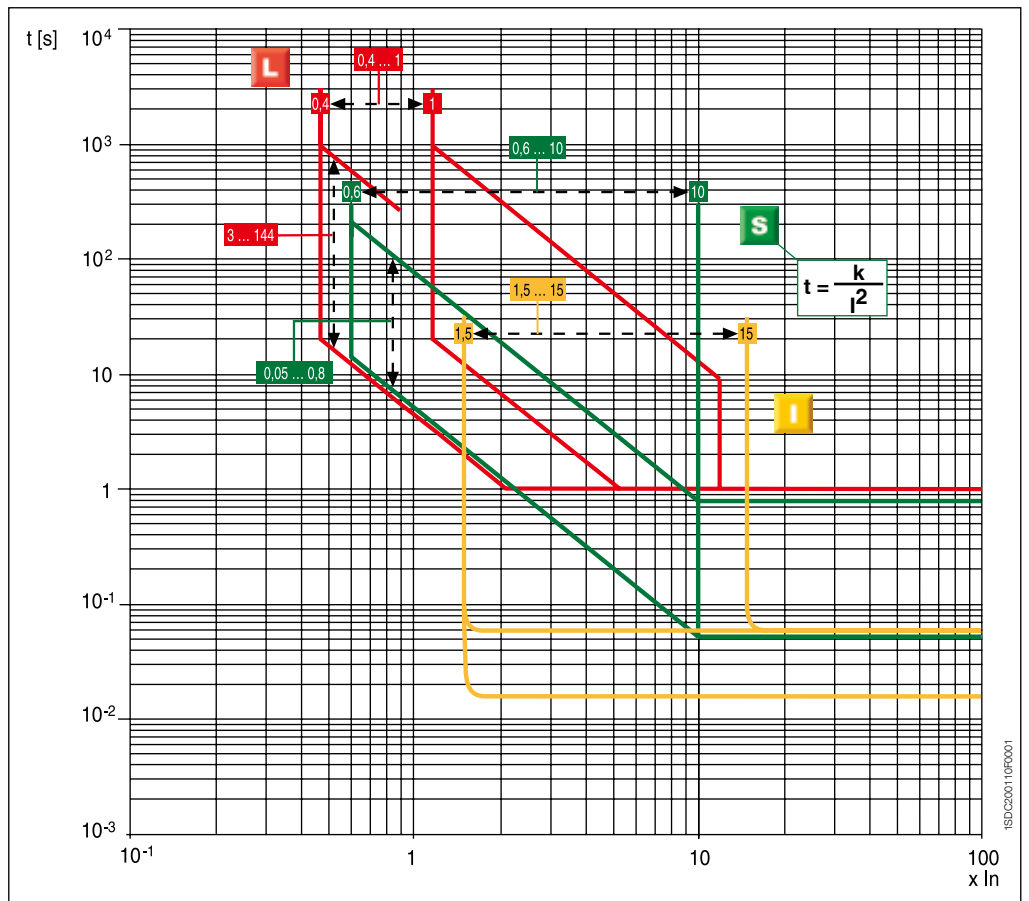 t [s]
10⁴
L
0,4 ... 1
0,4
1
10³
0,6 ... 10
0,6
10
S
3 ... 144
10²
t = k / I²
1,5 ... 15
1,5
15
0,05 ... 0,8
10
I
1
10⁻¹
10⁻²
10⁻³
10⁻¹
1
10
100
x In
1SDC200110F0001